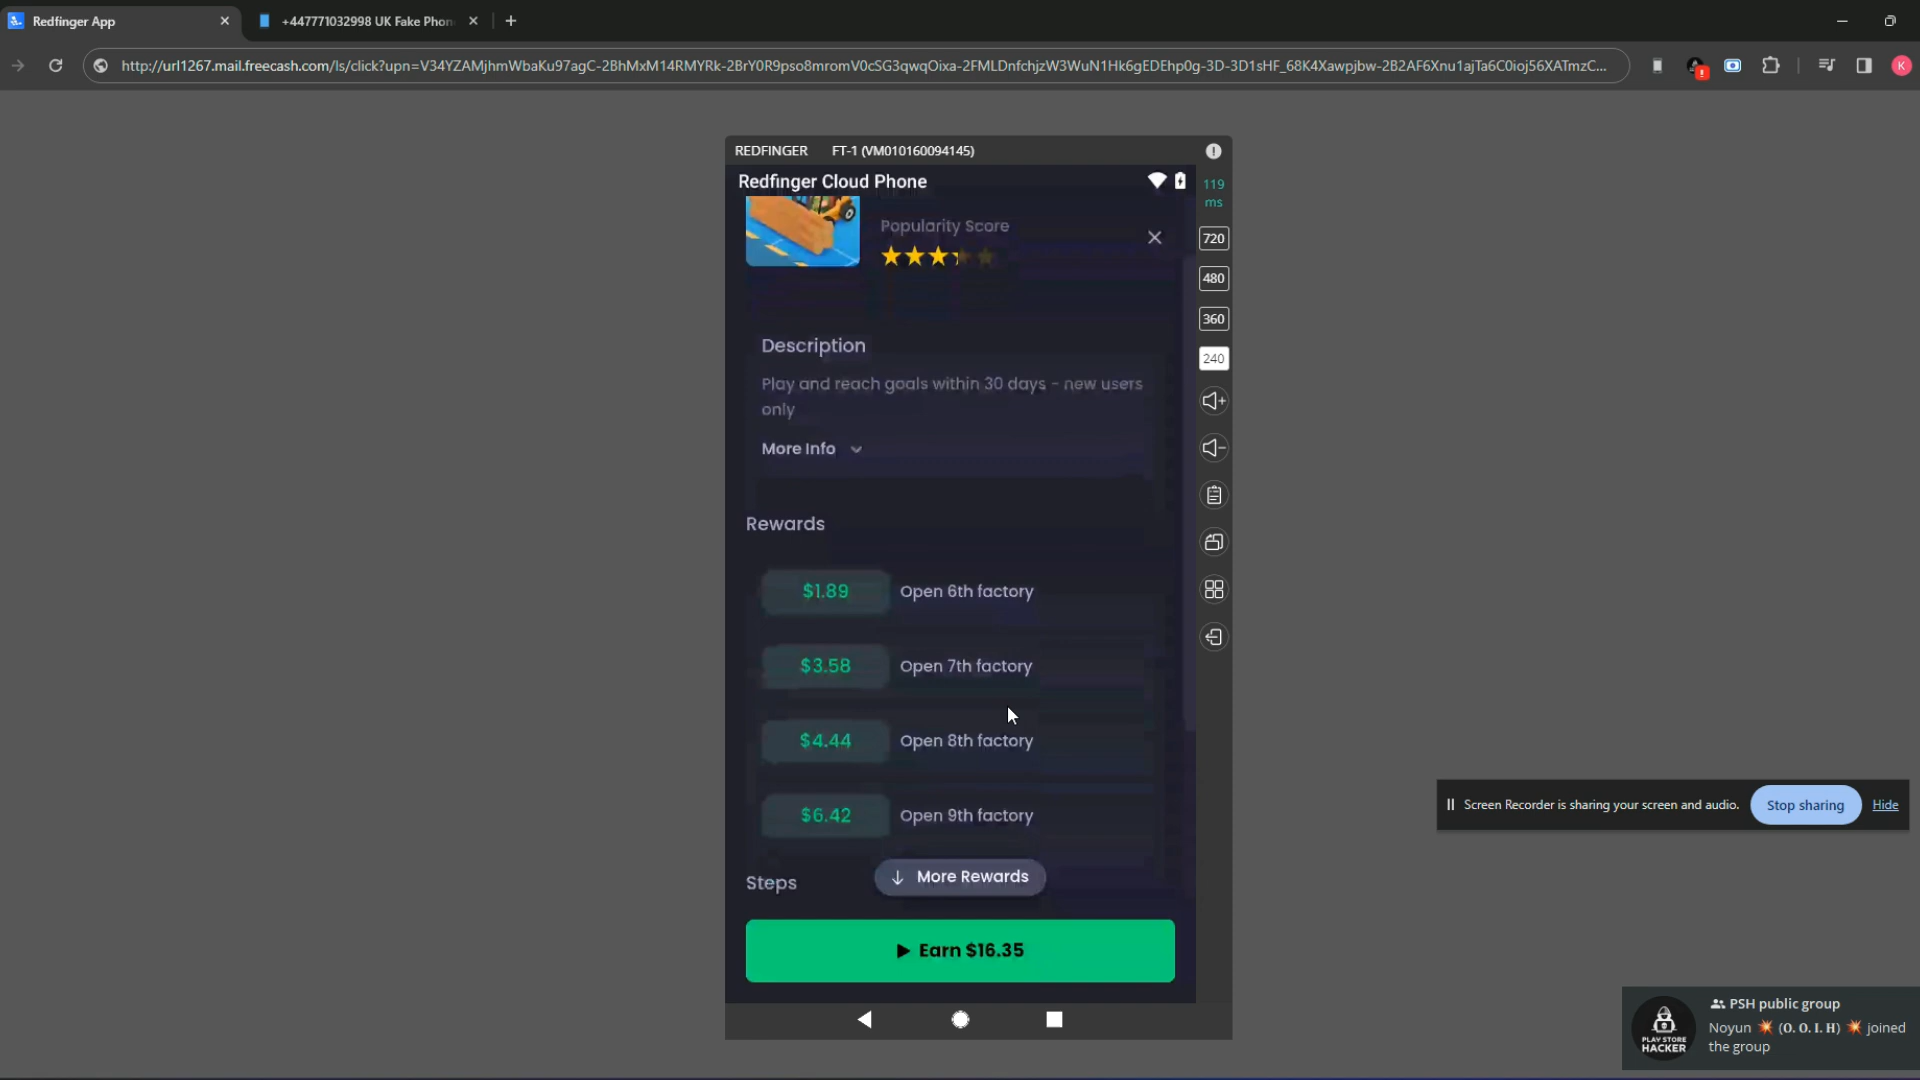 Redfinger App
+447771032998 UK Fake Phon
http://url1267.mail.freecash.com/ls/click?upn=V34YZAMjhmWbaKu97agC-2BhMxM14RMYRk-2BrY0R9pso8mromV0cSG3qwqOixa-2FMLDnfchjzW3WuN1Hk6gEDEhp0g-3D-3D1sHF_68K4Xawpjbw-2B2AF6Xnu1ajTa6C0ioj56XATmzC...
K
REDFINGER FT-1 (VM010160094145)
Redfinger Cloud Phone
119
ms
Popularity Score
720
480
360
240
Description
Play and reach goals within 30 days - new users
only
More Info
Rewards
$1.89 Open 6th factory
$3.58 Open 7th factory
$4.44 Open 8th factory
$6.42 Open 9th factory
Steps
More Rewards
Earn $16.35
Screen Recorder is sharing your screen and audio. Stop sharing Hide
PSH public group
Noyun 💥 (O. O. I. H) 💥 joined
the group
PLAY STORE
HACKER